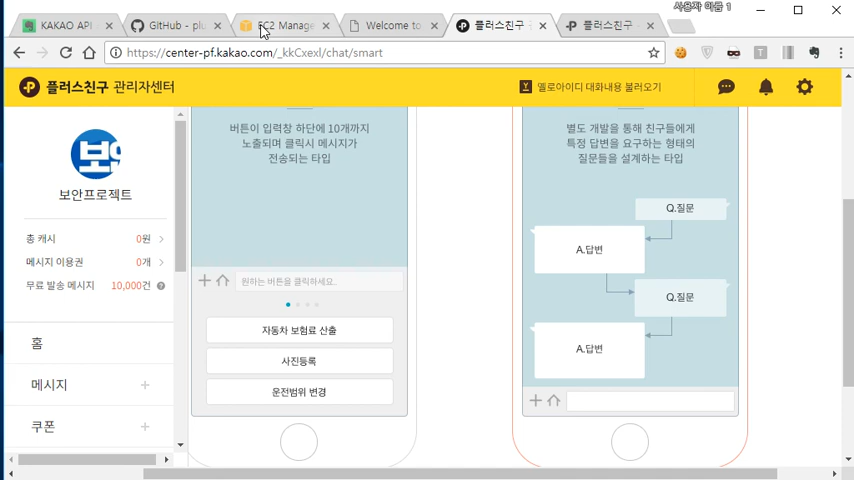 사용자 이름 1
KAKAO API
GitHub - plu
EC2 Manage
Welcome to
플러스친구
플러스친구 -
https://center-pf.kakao.com/_kkCxexl/chat/smart
플러스친구 관리자센터
옐로아이디 대화내용 불러오기
보안
보안프로젝트
총 캐시 0원
메시지 이용권 0개
무료 발송 메시지 10,000건
홈
메시지
쿠폰
버튼이 입력창 하단에 10개까지
노출되며 클릭시 메시지가
전송되는 타입
원하는 버튼을 클릭하세요..
자동차 보험료 산출
사진등록
운전범위 변경
별도 개발을 통해 친구들에게
특정 답변을 요구하는 형태의
질문들을 설계하는 타입
Q.질문
A.답변
Q.질문
A.답변